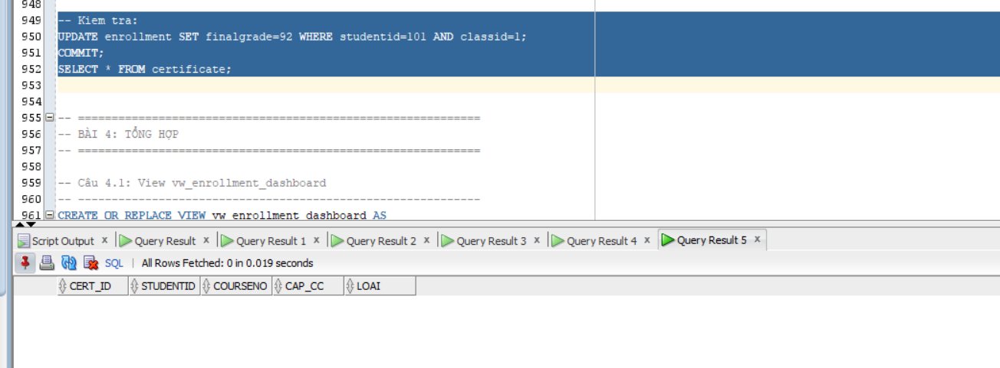 948
949 -- Kiem tra:
950 UPDATE enrollment SET finalgrade=92 WHERE studentid=101 AND classid=1;
951 COMMIT;
952 SELECT * FROM certificate;
953
954
955 -- ============================================================
956 -- BÀI 4: TỔNG HỢP
957 -- ============================================================
958
959 -- Câu 4.1: View vw_enrollment_dashboard
960 -- ------------------------------------------------------------
961 CREATE OR REPLACE VIEW vw_enrollment_dashboard AS
Script Output x Query Result x Query Result 1 x Query Result 2 x Query Result 3 x Query Result 4 x Query Result 5 x
SQL | All Rows Fetched: 0 in 0.019 seconds
CERT_ID STUDENTID COURSENO CAP_CC LOAI